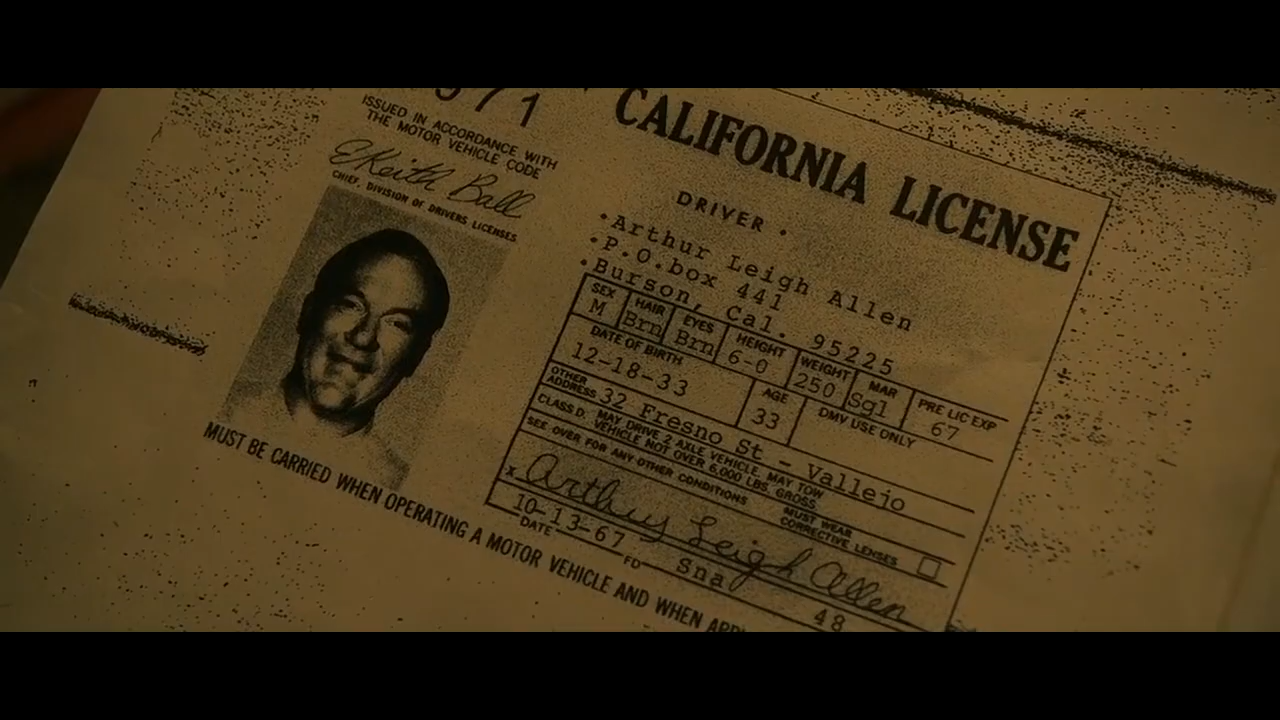 71
ISSUED IN ACCORDANCE WITH
THE MOTOR VEHICLE CODE
EKeith Ball
CHIEF, DIVISION OF DRIVERS LICENSES
MUST BE CARRIED WHEN OPERATING A MOTOR VEHICLE AND WHEN
CALIFORNIA LICENSE
DRIVER •
•Arthur Leigh Allen
•P.O.box 441
•Burson, Cal. 95225
SEX HAIR EYES HEIGHT WEIGHT MAR PRE LIC EXP
M Brn Brn 6-0 250 Sgl 67
DATE OF BIRTH AGE DMV USE ONLY
12-18-33 33
OTHER
ADDRESS 32 Fresno St - Vallejo
CLASS D. MAY DRIVE 2 AXLE VEHICLE. MAY TOW
VEHICLE NOT OVER 6,000 LBS. GROSS
SEE OVER FOR ANY OTHER CONDITIONS
MUST WEAR
CORRECTIVE LENSES
x Arthur Leigh Allen
10-13-67 Sna 48
DATE FD